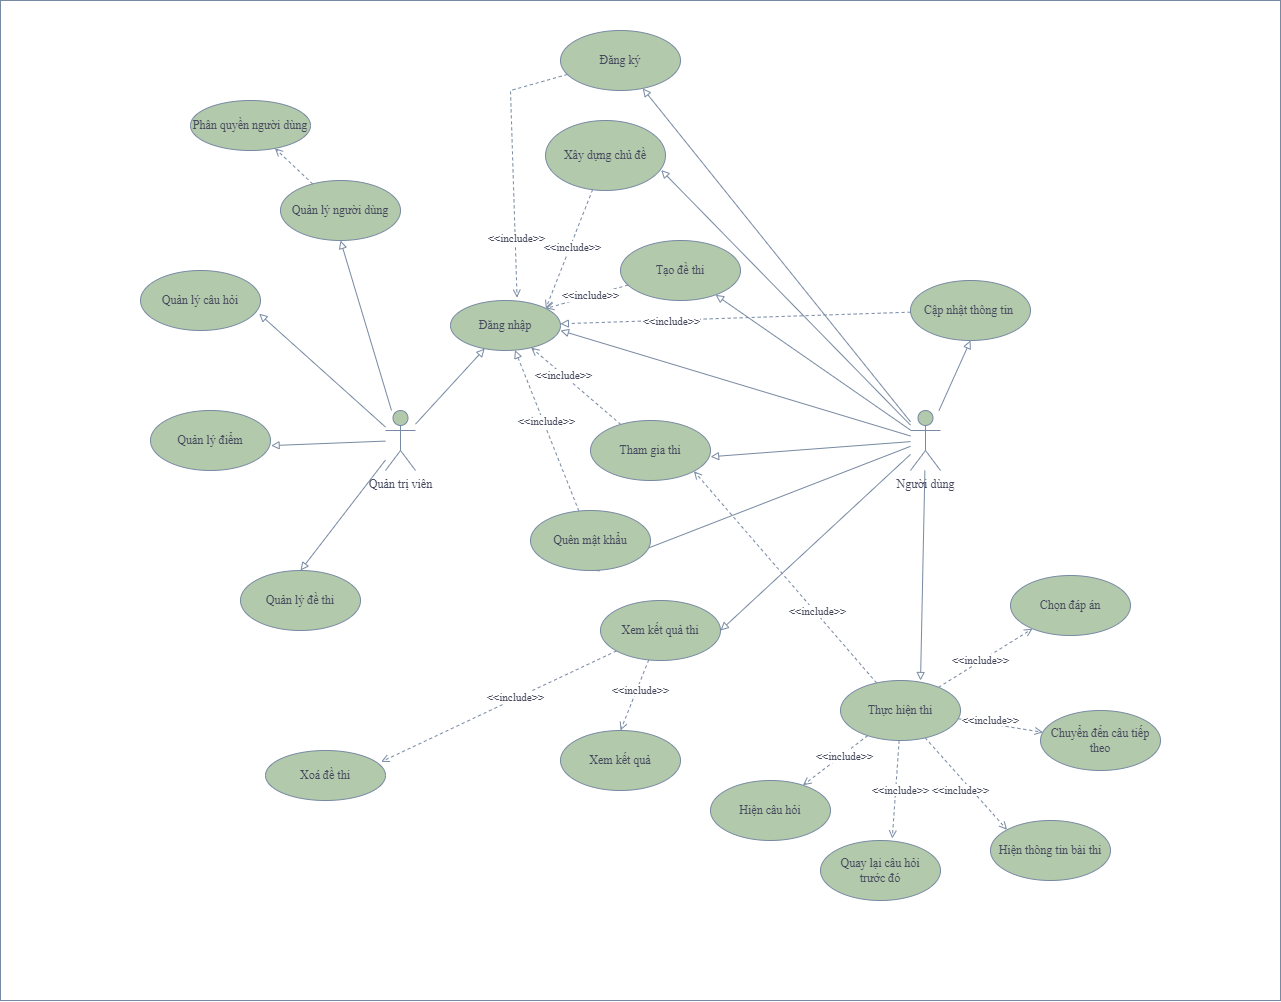 Đăng ký
Phân quyền người dùng
Xây dựng chủ đề
Quản lý người dùng
<<include>>
<<include>>
Tạo đề thi
Quản lý câu hỏi
<<include>>
Cập nhật thông tin
Đăng nhập
<<include>>
<<include>>
<<include>>
Quản lý điểm
Tham gia thi
Quản trị viên
Người dùng
Quên mật khẩu
Quản lý đề thi
Chọn đáp án
<<include>>
Xem kết quả thi
<<include>>
<<include>>
<<include>>
Thực hiện thi
<<include>>
Chuyển đến câu tiếp
theo
Xem kết quả
<<include>>
Xoá đề thi
<<include>>
<<include>>
Hiện câu hỏi
Hiện thông tin bài thi
Quay lại câu hỏi
trước đó